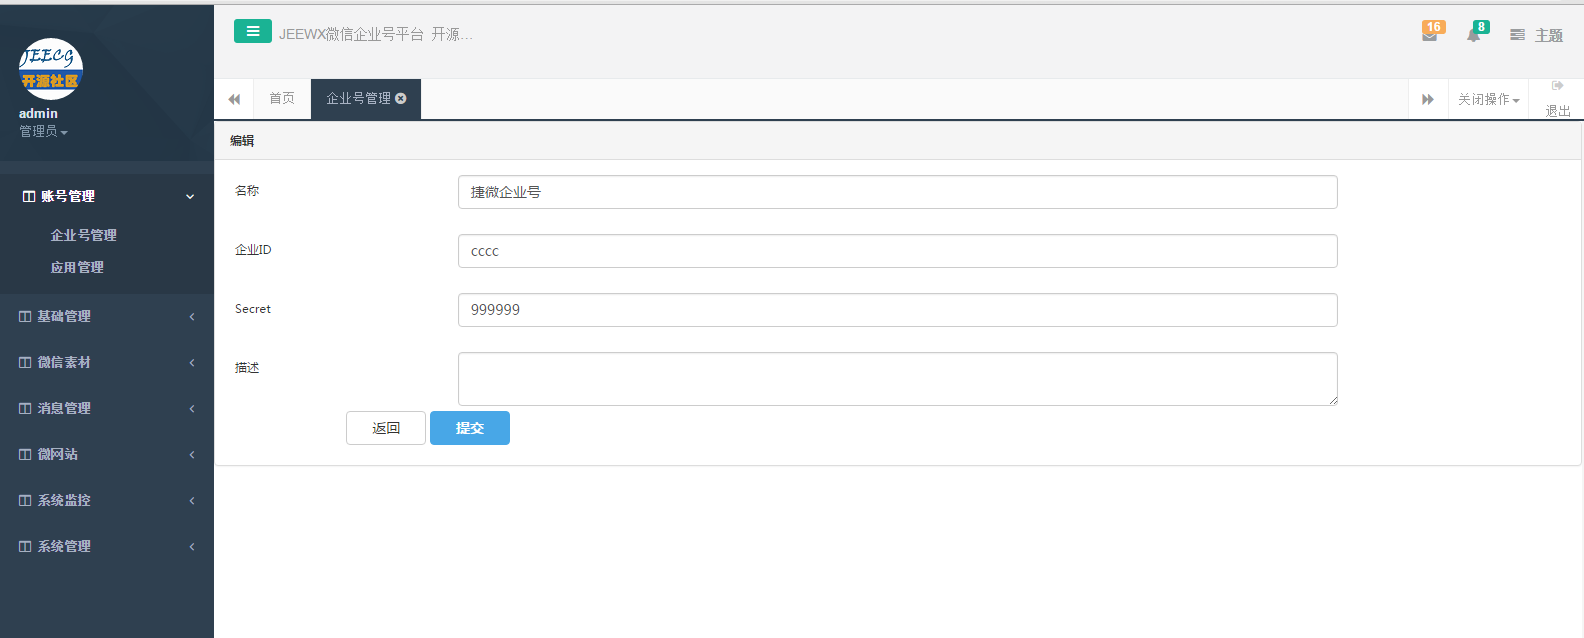 JEECG
开源社区
admin
管理员
账号管理
企业号管理
应用管理
基础管理
微信素材
消息管理
微网站
系统监控
系统管理
JEEWX微信企业号平台 开源...
16
8
主题
首页
企业号管理
关闭操作
退出
编辑
名称
捷微企业号
企业ID
cccc
Secret
999999
描述
返回
提交